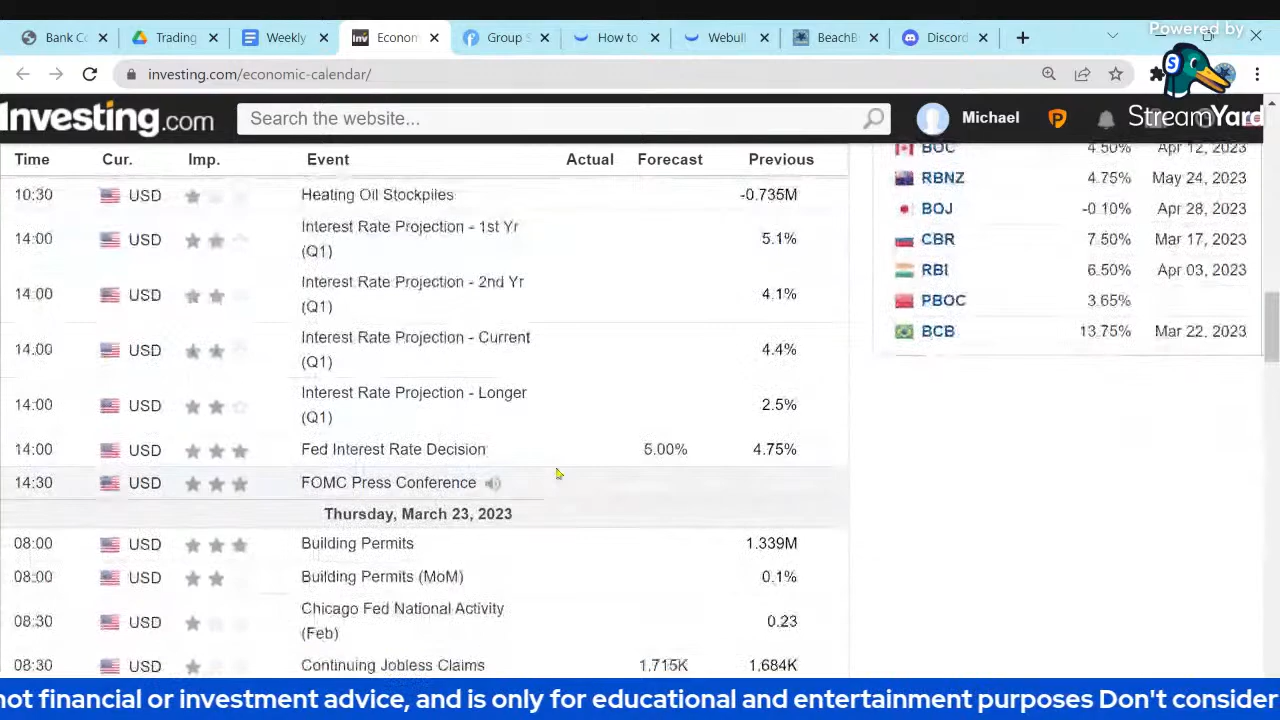 Powered by
Bank Co
Trading
Weekly
Inv Econom
Group S
How to
Webull
BeachB
Discord
investing.com/economic-calendar/
Investing.com
Search the website...
Michael
StreamYard
Time Cur. Imp. Event Actual Forecast Previous
10:30 USD Heating Oil Stockpiles -0.735M
14:00 USD Interest Rate Projection - 1st Yr (Q1) 5.1%
14:00 USD Interest Rate Projection - 2nd Yr (Q1) 4.1%
14:00 USD Interest Rate Projection - Current (Q1) 4.4%
14:00 USD Interest Rate Projection - Longer (Q1) 2.5%
14:00 USD Fed Interest Rate Decision 5.00% 4.75%
14:30 USD FOMC Press Conference
Thursday, March 23, 2023
08:00 USD Building Permits 1.339M
08:00 USD Building Permits (MoM) 0.1%
08:30 USD Chicago Fed National Activity (Feb) 0.23
08:30 USD Continuing Jobless Claims 1,715K 1,684K
BOC 4.50% Apr 12, 2023
RBNZ 4.75% May 24, 2023
BOJ -0.10% Apr 28, 2023
CBR 7.50% Mar 17, 2023
RBI 6.50% Apr 03, 2023
PBOC 3.65%
BCB 13.75% Mar 22, 2023
not financial or investment advice, and is only for educational and entertainment purposes Don't consider